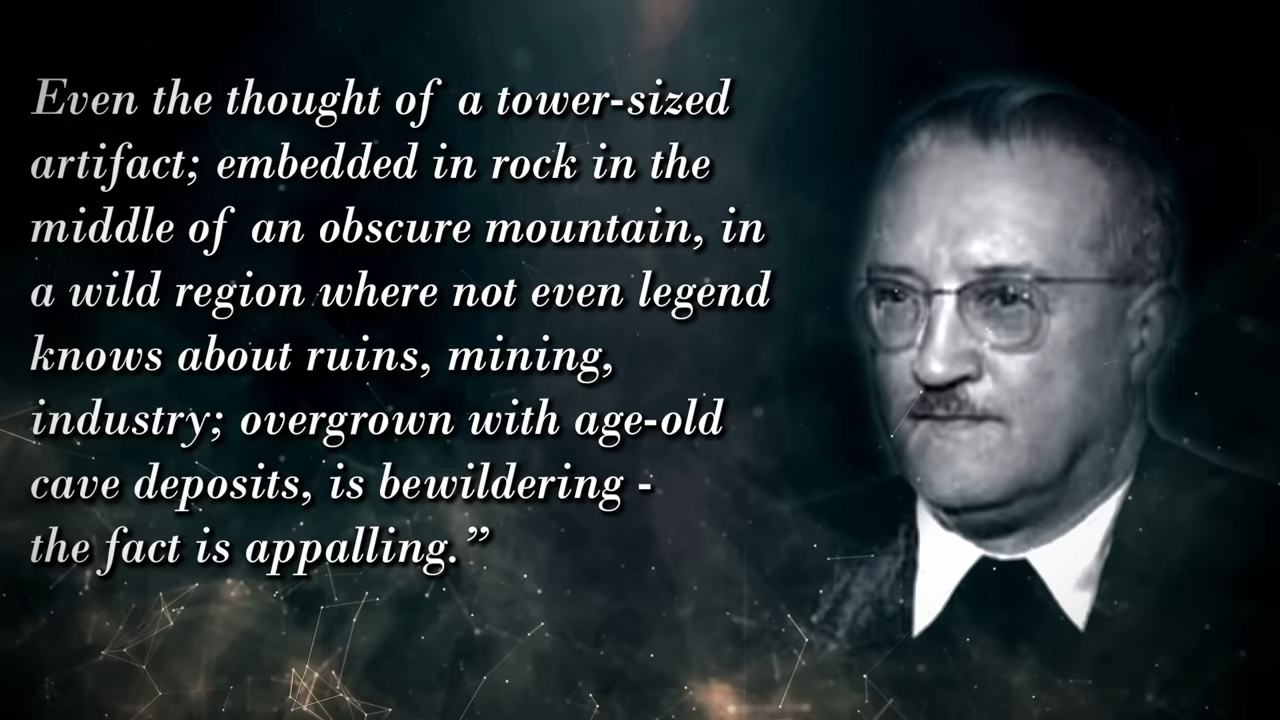 Even the thought of a tower-sized
artifact; embedded in rock in the
middle of an obscure mountain, in
a wild region where not even legend
knows about ruins, mining,
industry; overgrown with age-old
cave deposits, is bewildering -
the fact is appalling.”